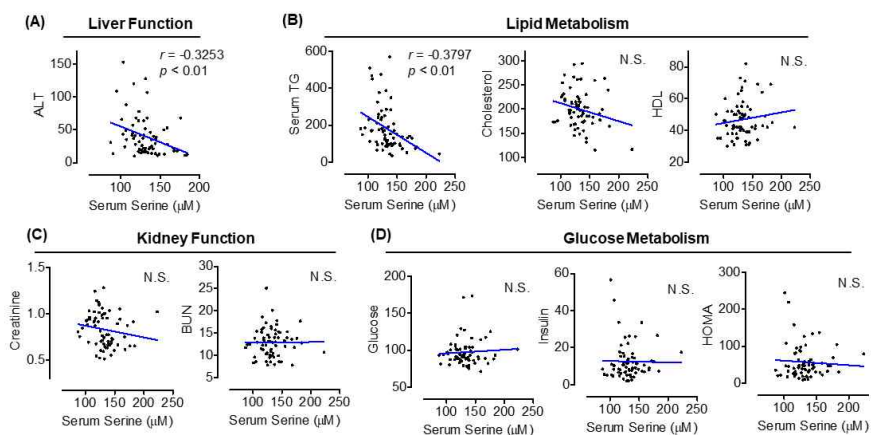 (A) Liver Function
r = -0.3253
p < 0.01
ALT
150
100
50
0
100 150 200
Serum Serine (μM)
(B) Lipid Metabolism
r = -0.3797
p < 0.01
Serum TG
600
400
200
0
50 100 150 200 250
Serum Serine (μM)
N.S.
Cholesterol
300
250
200
150
100
50 100 150 200 250
Serum Serine (μM)
N.S.
HDL
80
60
40
50 100 150 200 250
Serum Serine (μM)
(C) Kidney Function
N.S.
Creatinine
1.5
1.0
0.5
100 150 200 250
Serum Serine (μM)
N.S.
BUN
30
25
20
15
10
5
100 150 200 250
Serum Serine (μM)
(D) Glucose Metabolism
N.S.
Glucose
200
150
100
50
50 100 150 200 250
Serum Serine (μM)
N.S.
Insulin
60
40
20
0
50 100 150 200 250
Serum Serine (μM)
N.S.
HOMA
300
200
100
0
100 150 200
Serum Serine (μM)